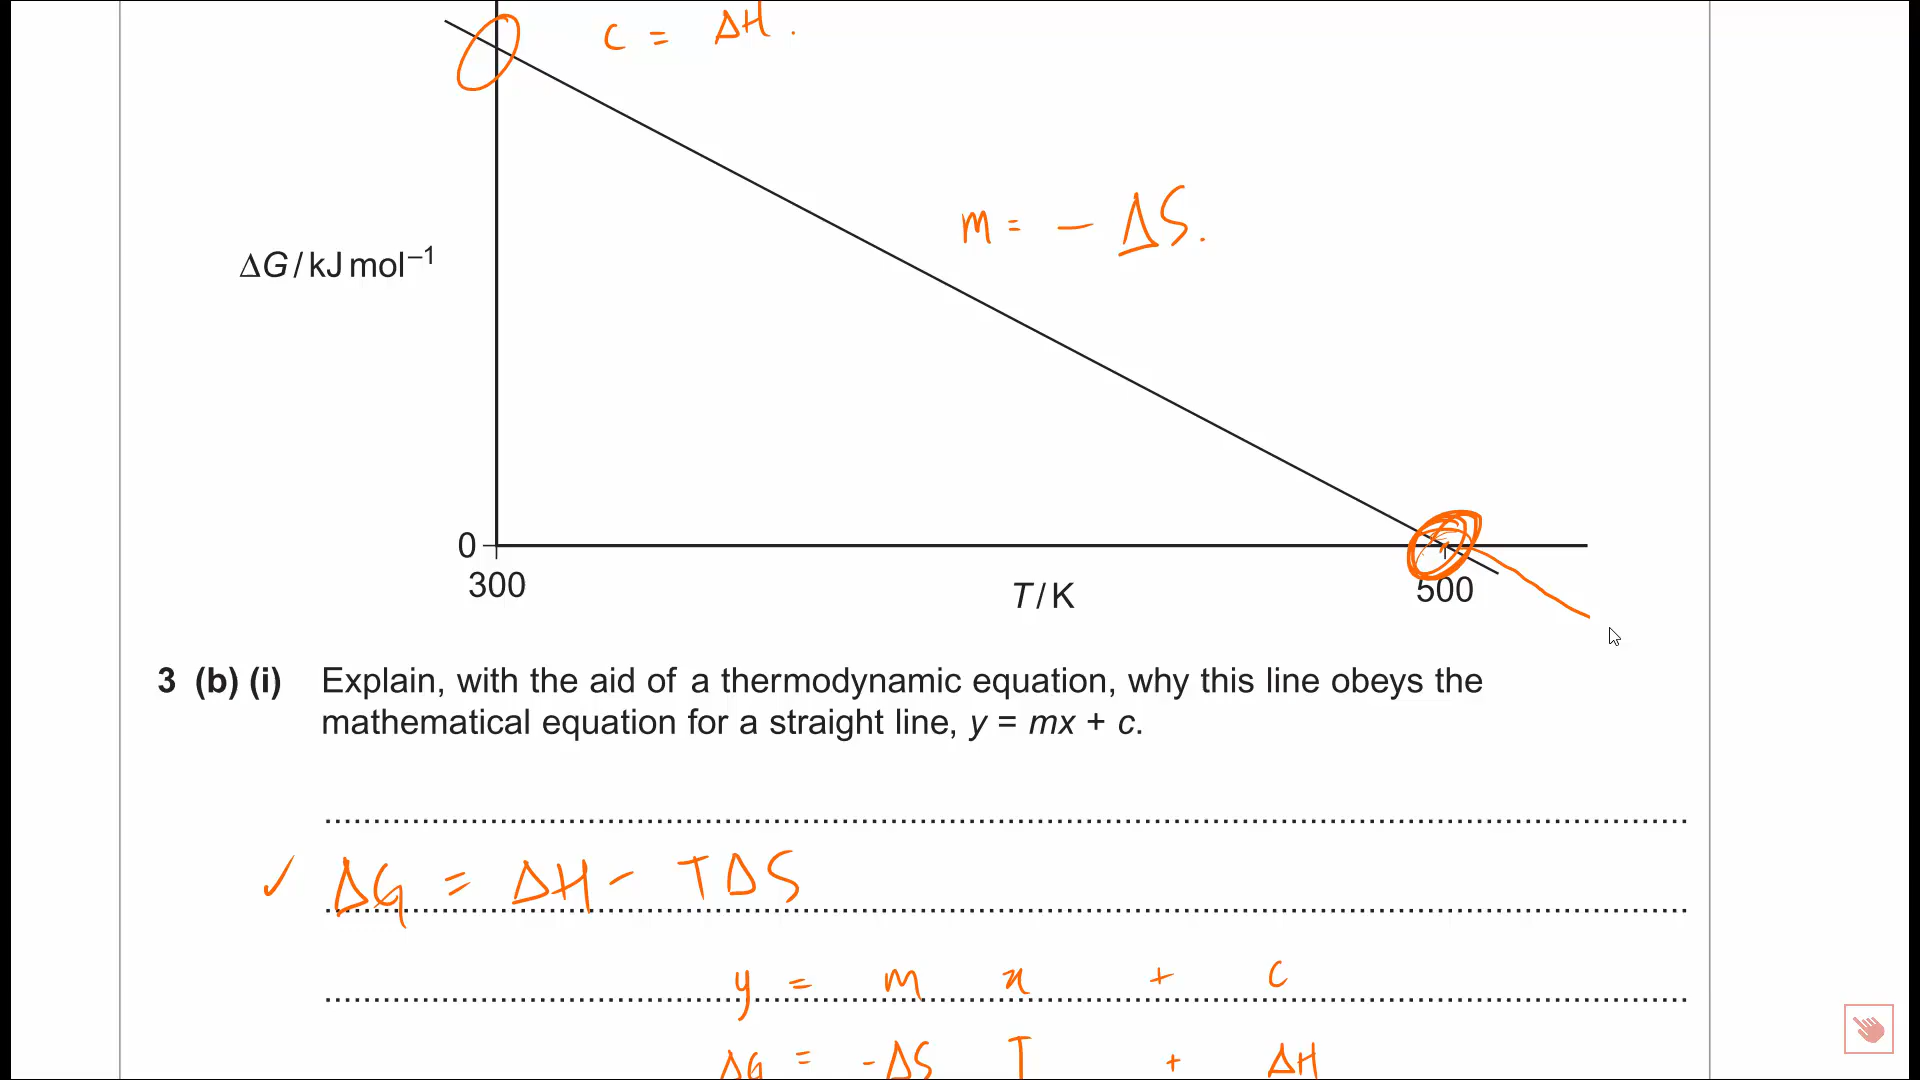 c = ΔH.
m = - ΔS.
ΔG / kJ mol⁻¹
0
300
T / K
500
3 (b) (i) Explain, with the aid of a thermodynamic equation, why this line obeys the
mathematical equation for a straight line, y = mx + c.
✓ ΔG = ΔH - TΔS
y = m x + c
ΔG = -ΔS T + ΔH